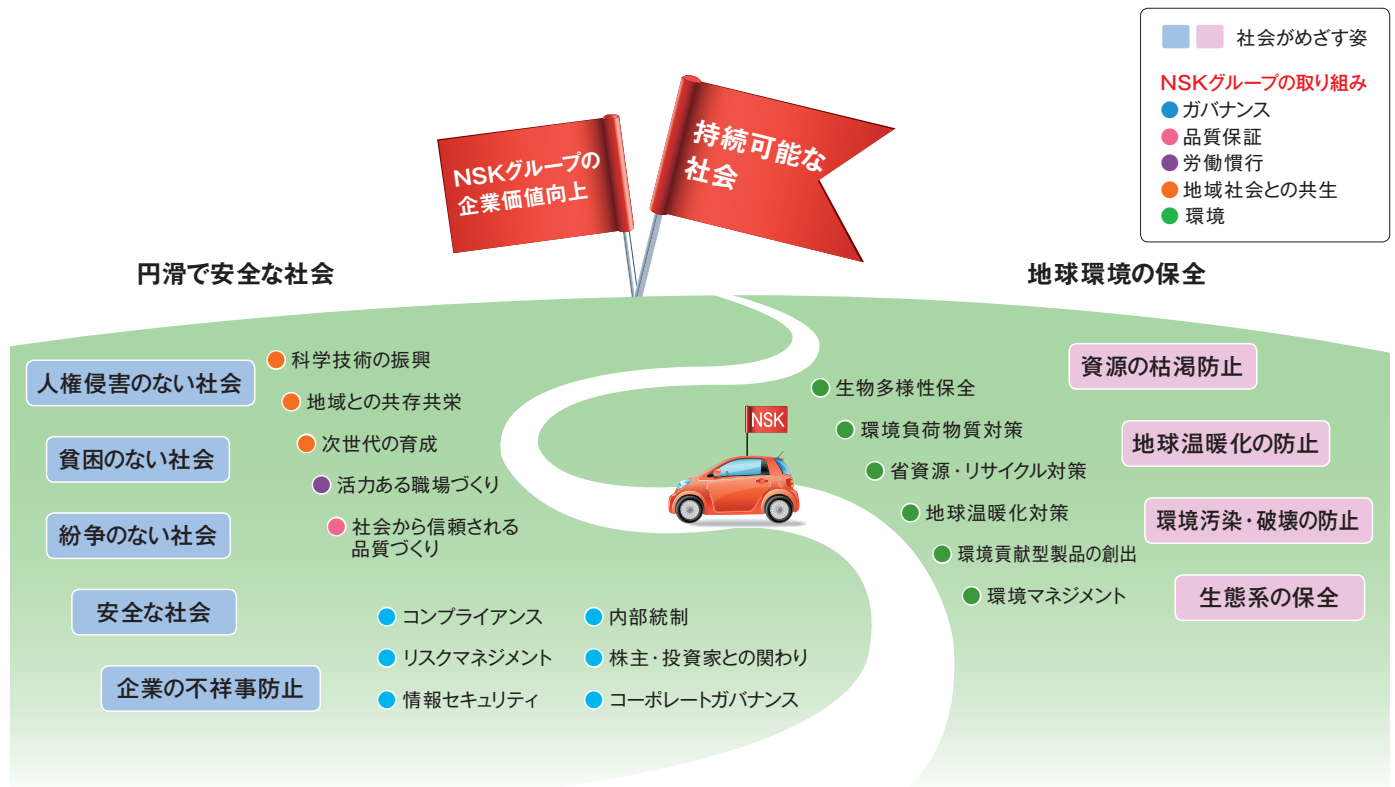 社会がめざす姿
NSKグループの取り組み
ガバナンス
品質保証
労働慣行
地域社会との共生
環境
NSKグループの
企業価値向上
持続可能な
社会
円滑で安全な社会
地球環境の保全
人権侵害のない社会
貧困のない社会
紛争のない社会
安全な社会
企業の不祥事防止
科学技術の振興
地域との共存共栄
次世代の育成
活力ある職場づくり
社会から信頼される
品質づくり
コンプライアンス
リスクマネジメント
情報セキュリティ
内部統制
株主・投資家との関わり
コーポレートガバナンス
NSK
生物多様性保全
環境負荷物質対策
省資源・リサイクル対策
地球温暖化対策
環境貢献型製品の創出
環境マネジメント
資源の枯渇防止
地球温暖化の防止
環境汚染・破壊の防止
生態系の保全